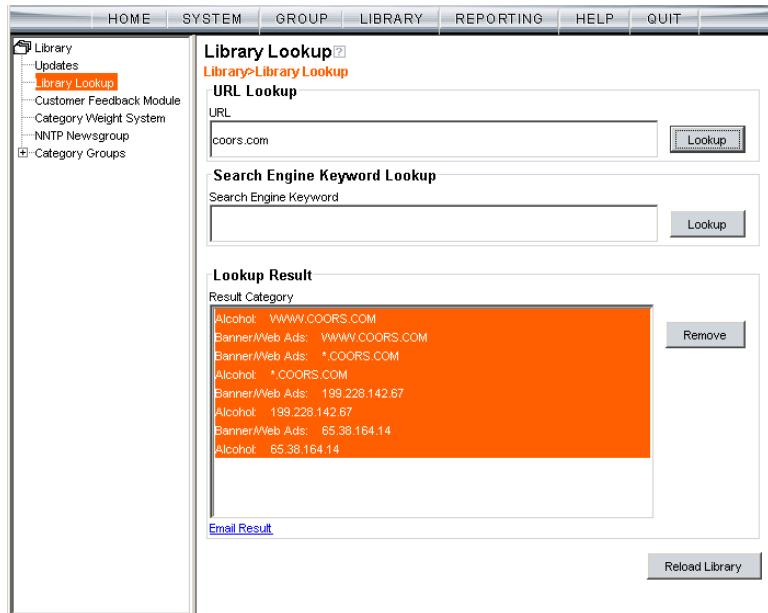 HOME SYSTEM GROUP LIBRARY REPORTING HELP QUIT
Library
Updates
Library Lookup
Customer Feedback Module
Category Weight System
NNTP Newsgroup
Category Groups
Library Lookup?
Library>Library Lookup
URL Lookup
URL
coors.com
Lookup
Search Engine Keyword Lookup
Search Engine Keyword
Lookup
Lookup Result
Result Category
Alcohol: WWW.COORS.COM
Banner/Web Ads: WWW.COORS.COM
Banner/Web Ads: *.COORS.COM
Alcohol: *.COORS.COM
Banner/Web Ads: 199.228.142.67
Alcohol: 199.228.142.67
Banner/Web Ads: 65.38.164.14
Alcohol: 65.38.164.14
Remove
Email Result
Reload Library